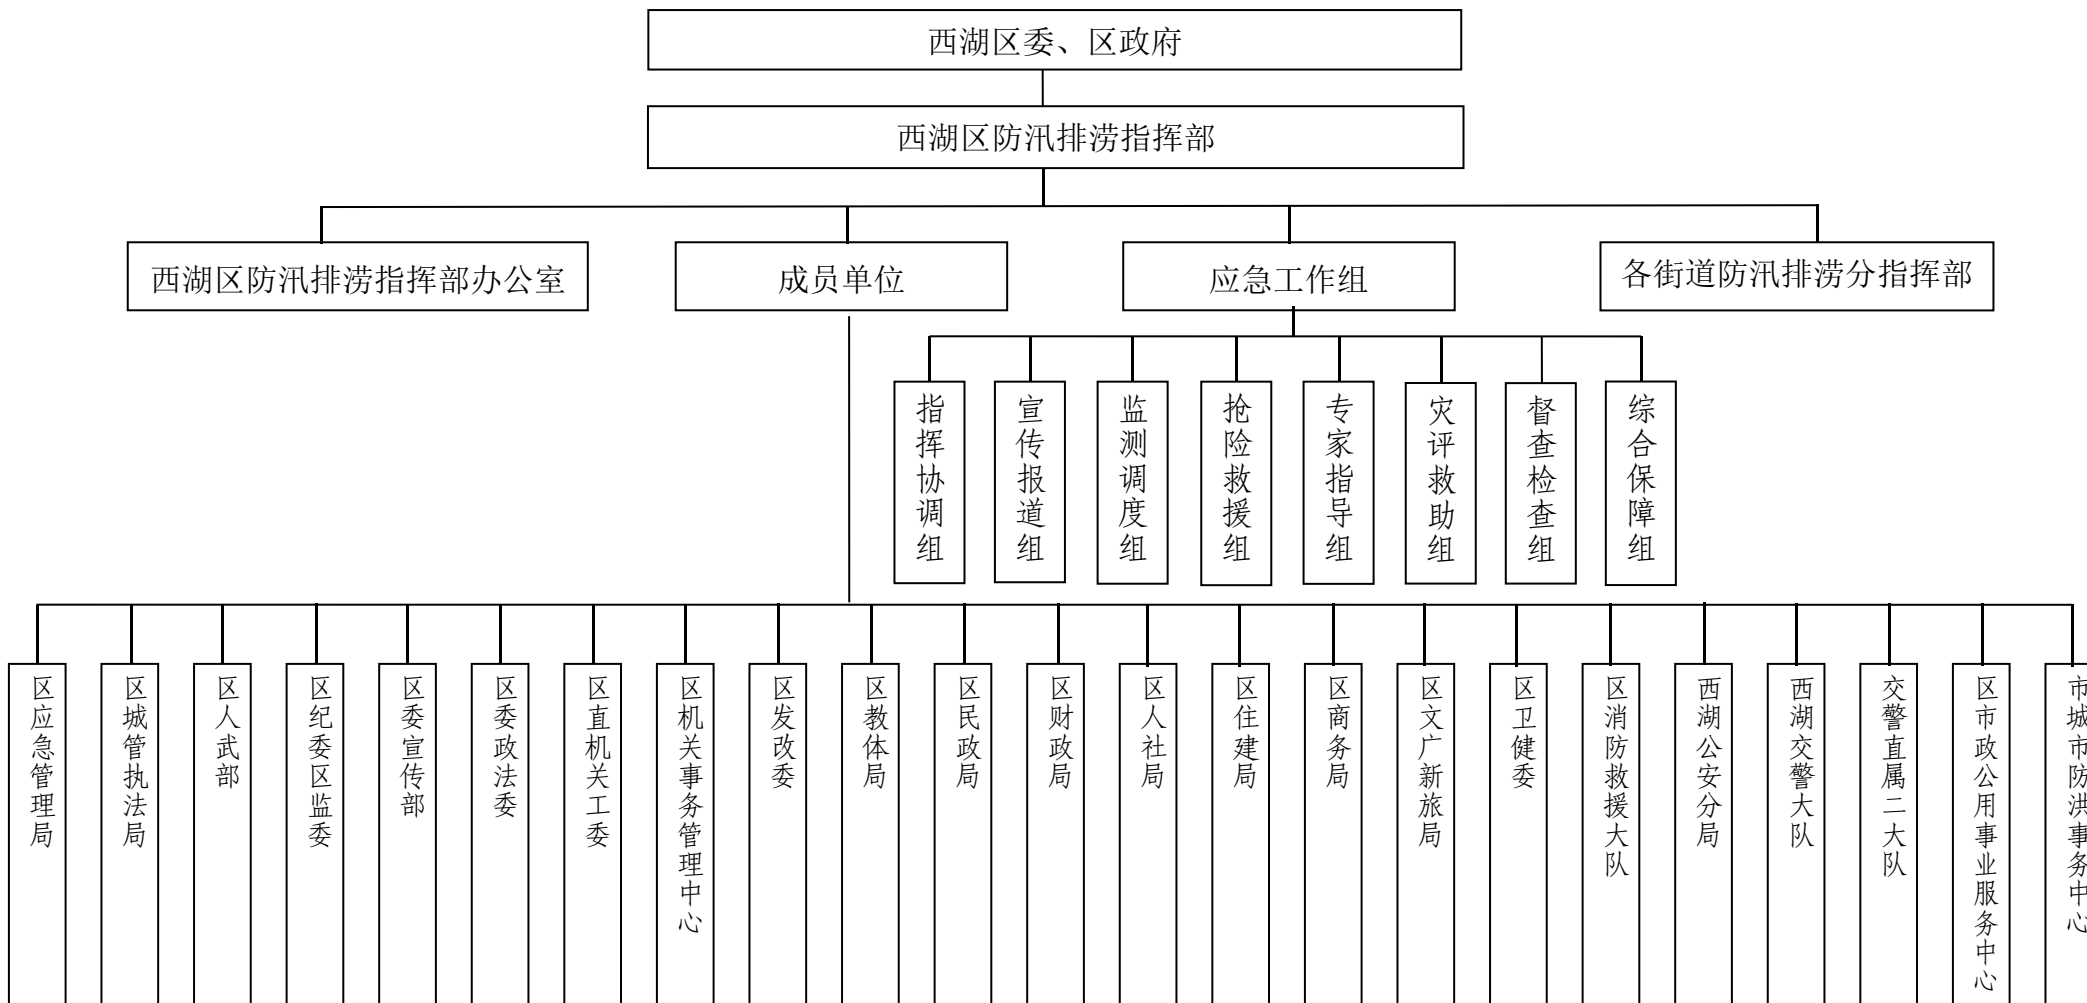 西湖区委、区政府
西湖区防汛排涝指挥部
西湖区防汛排涝指挥部办公室
成员单位
应急工作组
各街道防汛排涝分指挥部
指挥协调组
宣传报道组
监测调度组
抢险救援组
专家指导组
灾评救助组
督查检查组
综合保障组
区应急管理局
区城管执法局
区人武部
区纪委区监委
区委宣传部
区委政法委
区直机关工委
区机关事务管理中心
区发改委
区教体局
区民政局
区财政局
区人社局
区住建局
区商务局
区文广新旅局
区卫健委
区消防救援大队
西湖公安分局
西湖交警大队
交警直属二大队
区市政公用事业服务中心
市城市防洪事务中心